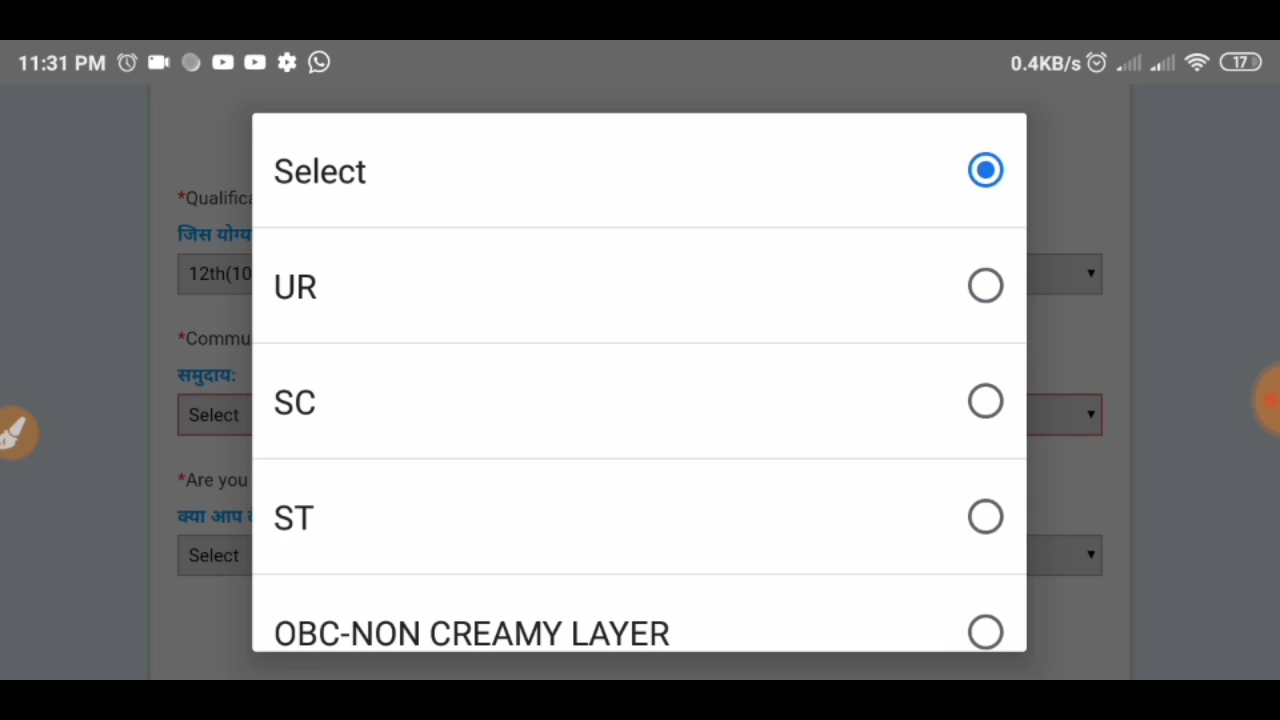 11:31 PM
0.4KB/s
17
Select
UR
SC
ST
OBC-NON CREAMY LAYER
*Qualifica
जिस योग्य
12th(10
*Commu
समुदाय:
Select
*Are you
क्या आप
Select